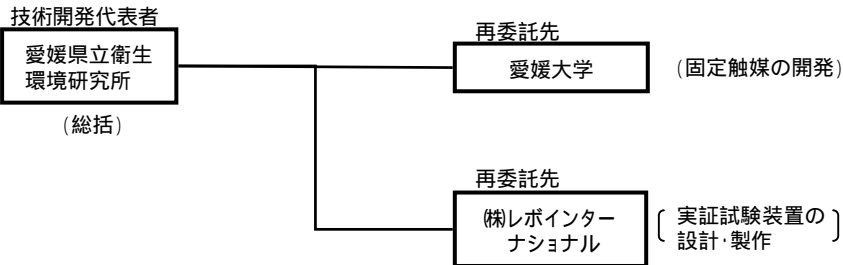 技術開発代表者
愛媛県立衛生
環境研究所
(総括)
再委託先
愛媛大学
(固定触媒の開発)
再委託先
㈱レボインター
ナショナル
実証試験装置の
設計・製作